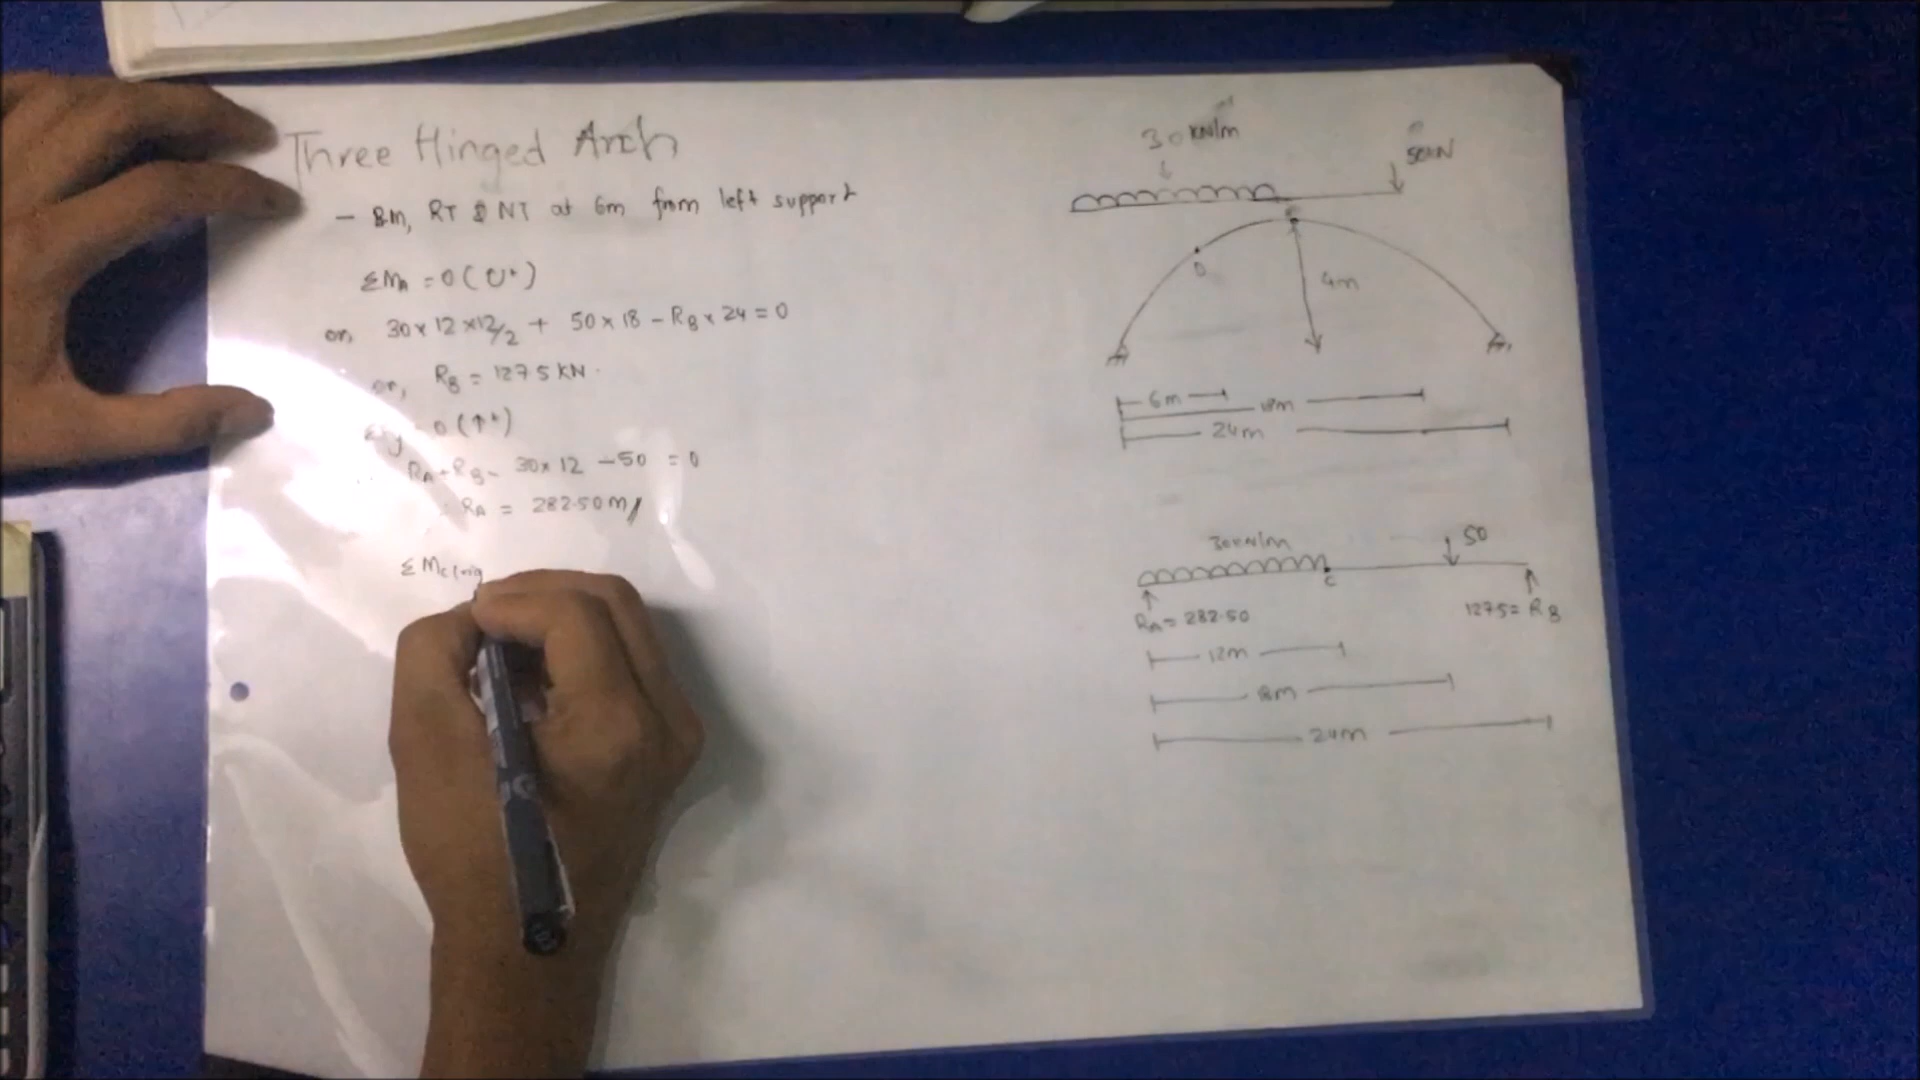 Three Hinged Arch
- BM, RT & NT at 6m from left support
ΣMA = 0 (↻+)
or, 30 x 12 x 12/2 + 50 x 18 - RB x 24 = 0
or, RB = 127.5 KN.
= 0 (↑+)
RA + RB - 30 x 12 - 50 = 0
∴ RA = 282.50 m/
ΣMc(rig
30 KN/m
50KN
C
D
4m
6m
18m
24m
30KN/m
50
C
RA = 282.50
127.5 = RB
12m
18m
24m